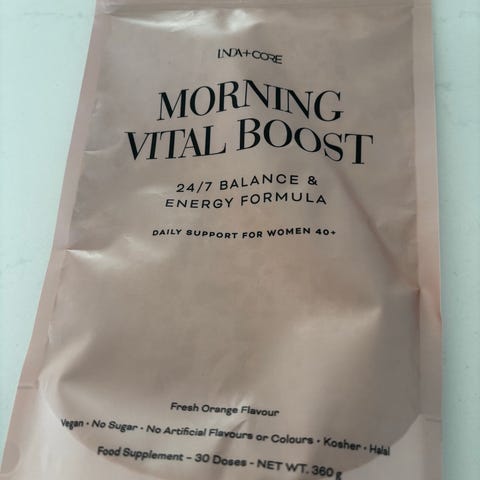 INDA+CORE
MORNING
VITAL BOOST
24/7 BALANCE &
ENERGY FORMULA
DAILY SUPPORT FOR WOMEN 40+
Fresh Orange Flavour
Vegan • No Sugar • No Artificial Flavours or Colours • Kosher • Halal
Food Supplement – 30 Doses - NET WT. 360 g